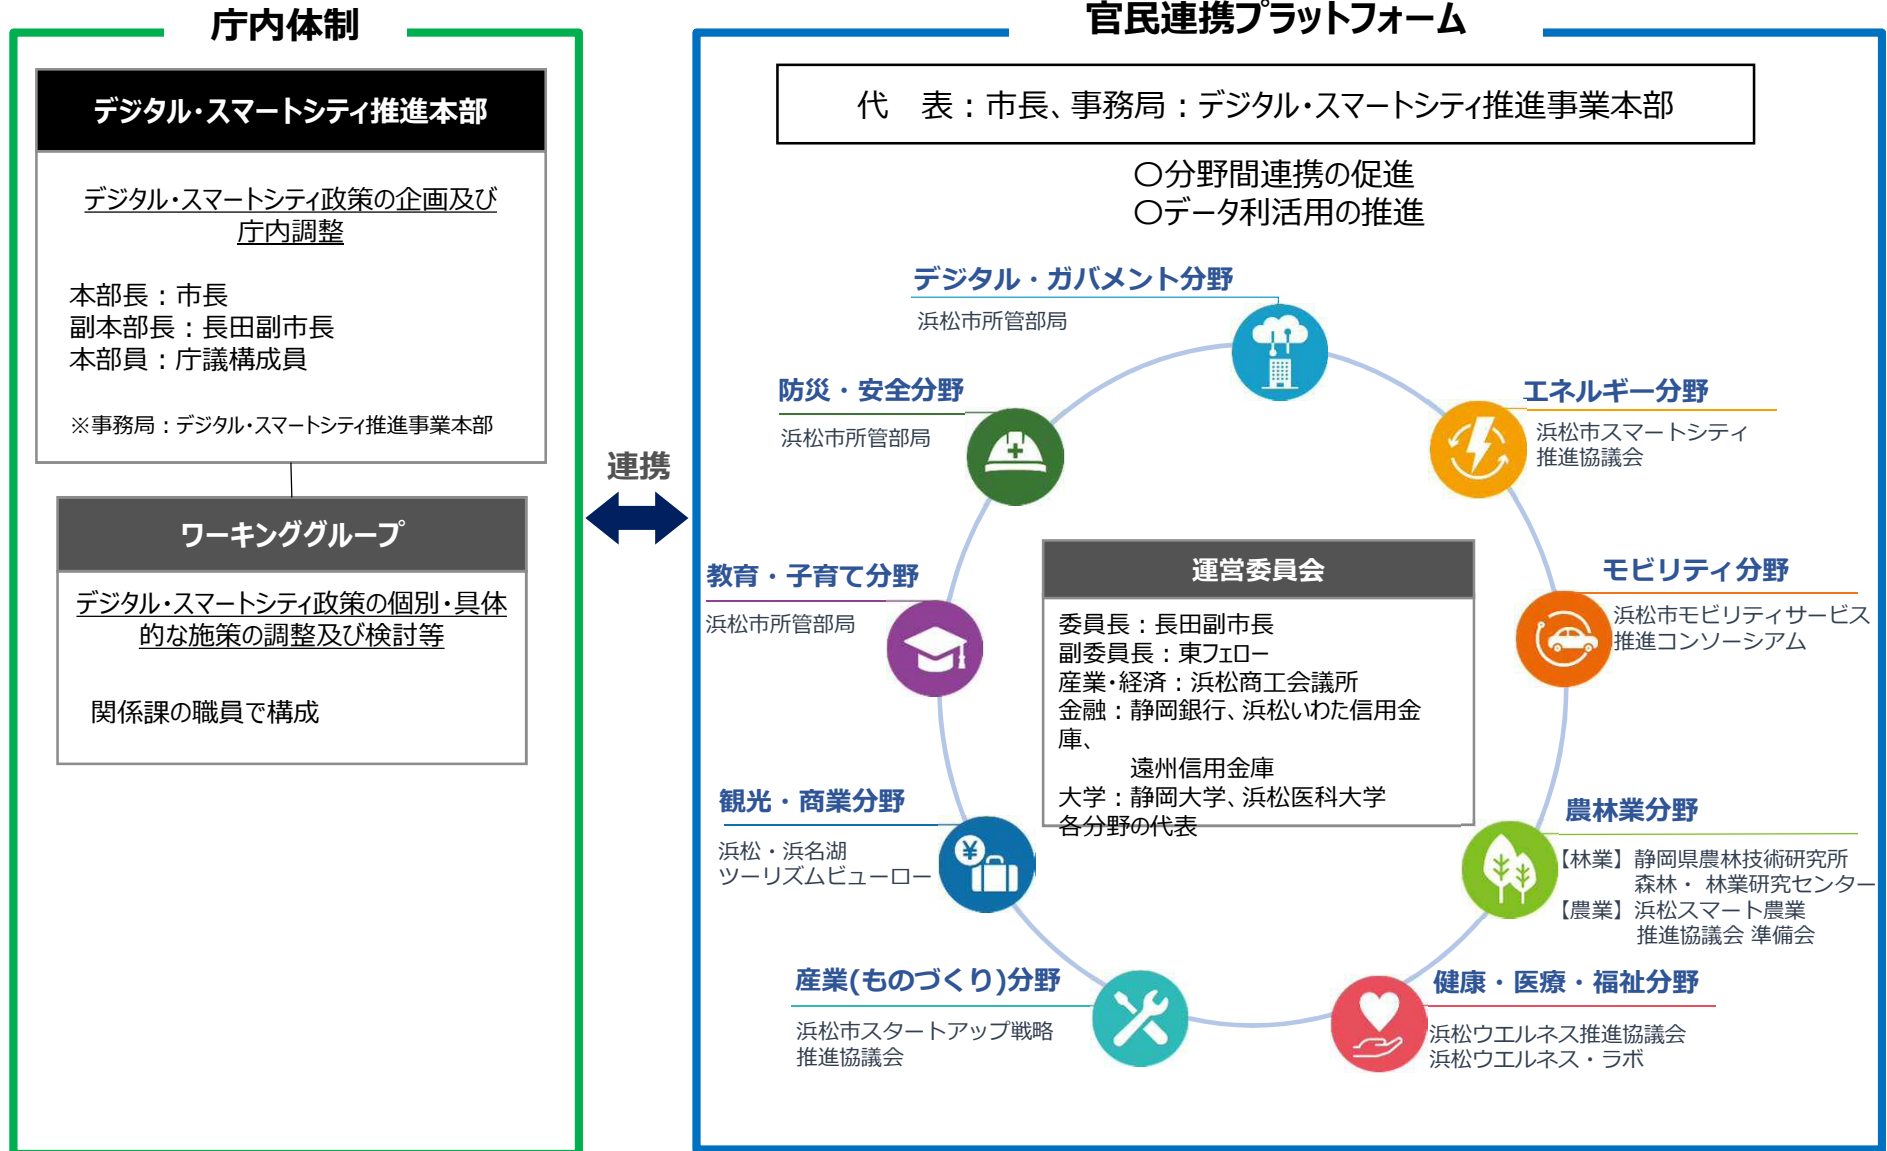 庁内体制
デジタル・スマートシティ推進本部
デジタル・スマートシティ政策の企画及び
庁内調整
本部長：市長
副本部長：長田副市長
本部員：庁議構成員
※事務局：デジタル・スマートシティ推進事業本部
ワーキンググループ
デジタル・スマートシティ政策の個別・具体
的な施策の調整及び検討等
関係課の職員で構成
連携
官民連携プラットフォーム
代　表：市長、事務局：デジタル・スマートシティ推進事業本部
〇分野間連携の促進
〇データ利活用の推進
デジタル・ガバメント分野
浜松市所管部局
防災・安全分野
浜松市所管部局
エネルギー分野
浜松市スマートシティ
推進協議会
教育・子育て分野
浜松市所管部局
モビリティ分野
浜松市モビリティサービス
推進コンソーシアム
運営委員会
委員長：長田副市長
副委員長：東フェロー
産業・経済：浜松商工会議所
金融：静岡銀行、浜松いわた信用金
庫、
遠州信用金庫
大学：静岡大学、浜松医科大学
各分野の代表
観光・商業分野
浜松・浜名湖
ツーリズムビューロー
¥
農林業分野
【林業】静岡県農林技術研究所
森林・ 林業研究センター
【農業】浜松スマート農業
推進協議会 準備会
産業(ものづくり)分野
浜松市スタートアップ戦略
推進協議会
健康・医療・福祉分野
浜松ウエルネス推進協議会
浜松ウエルネス・ラボ